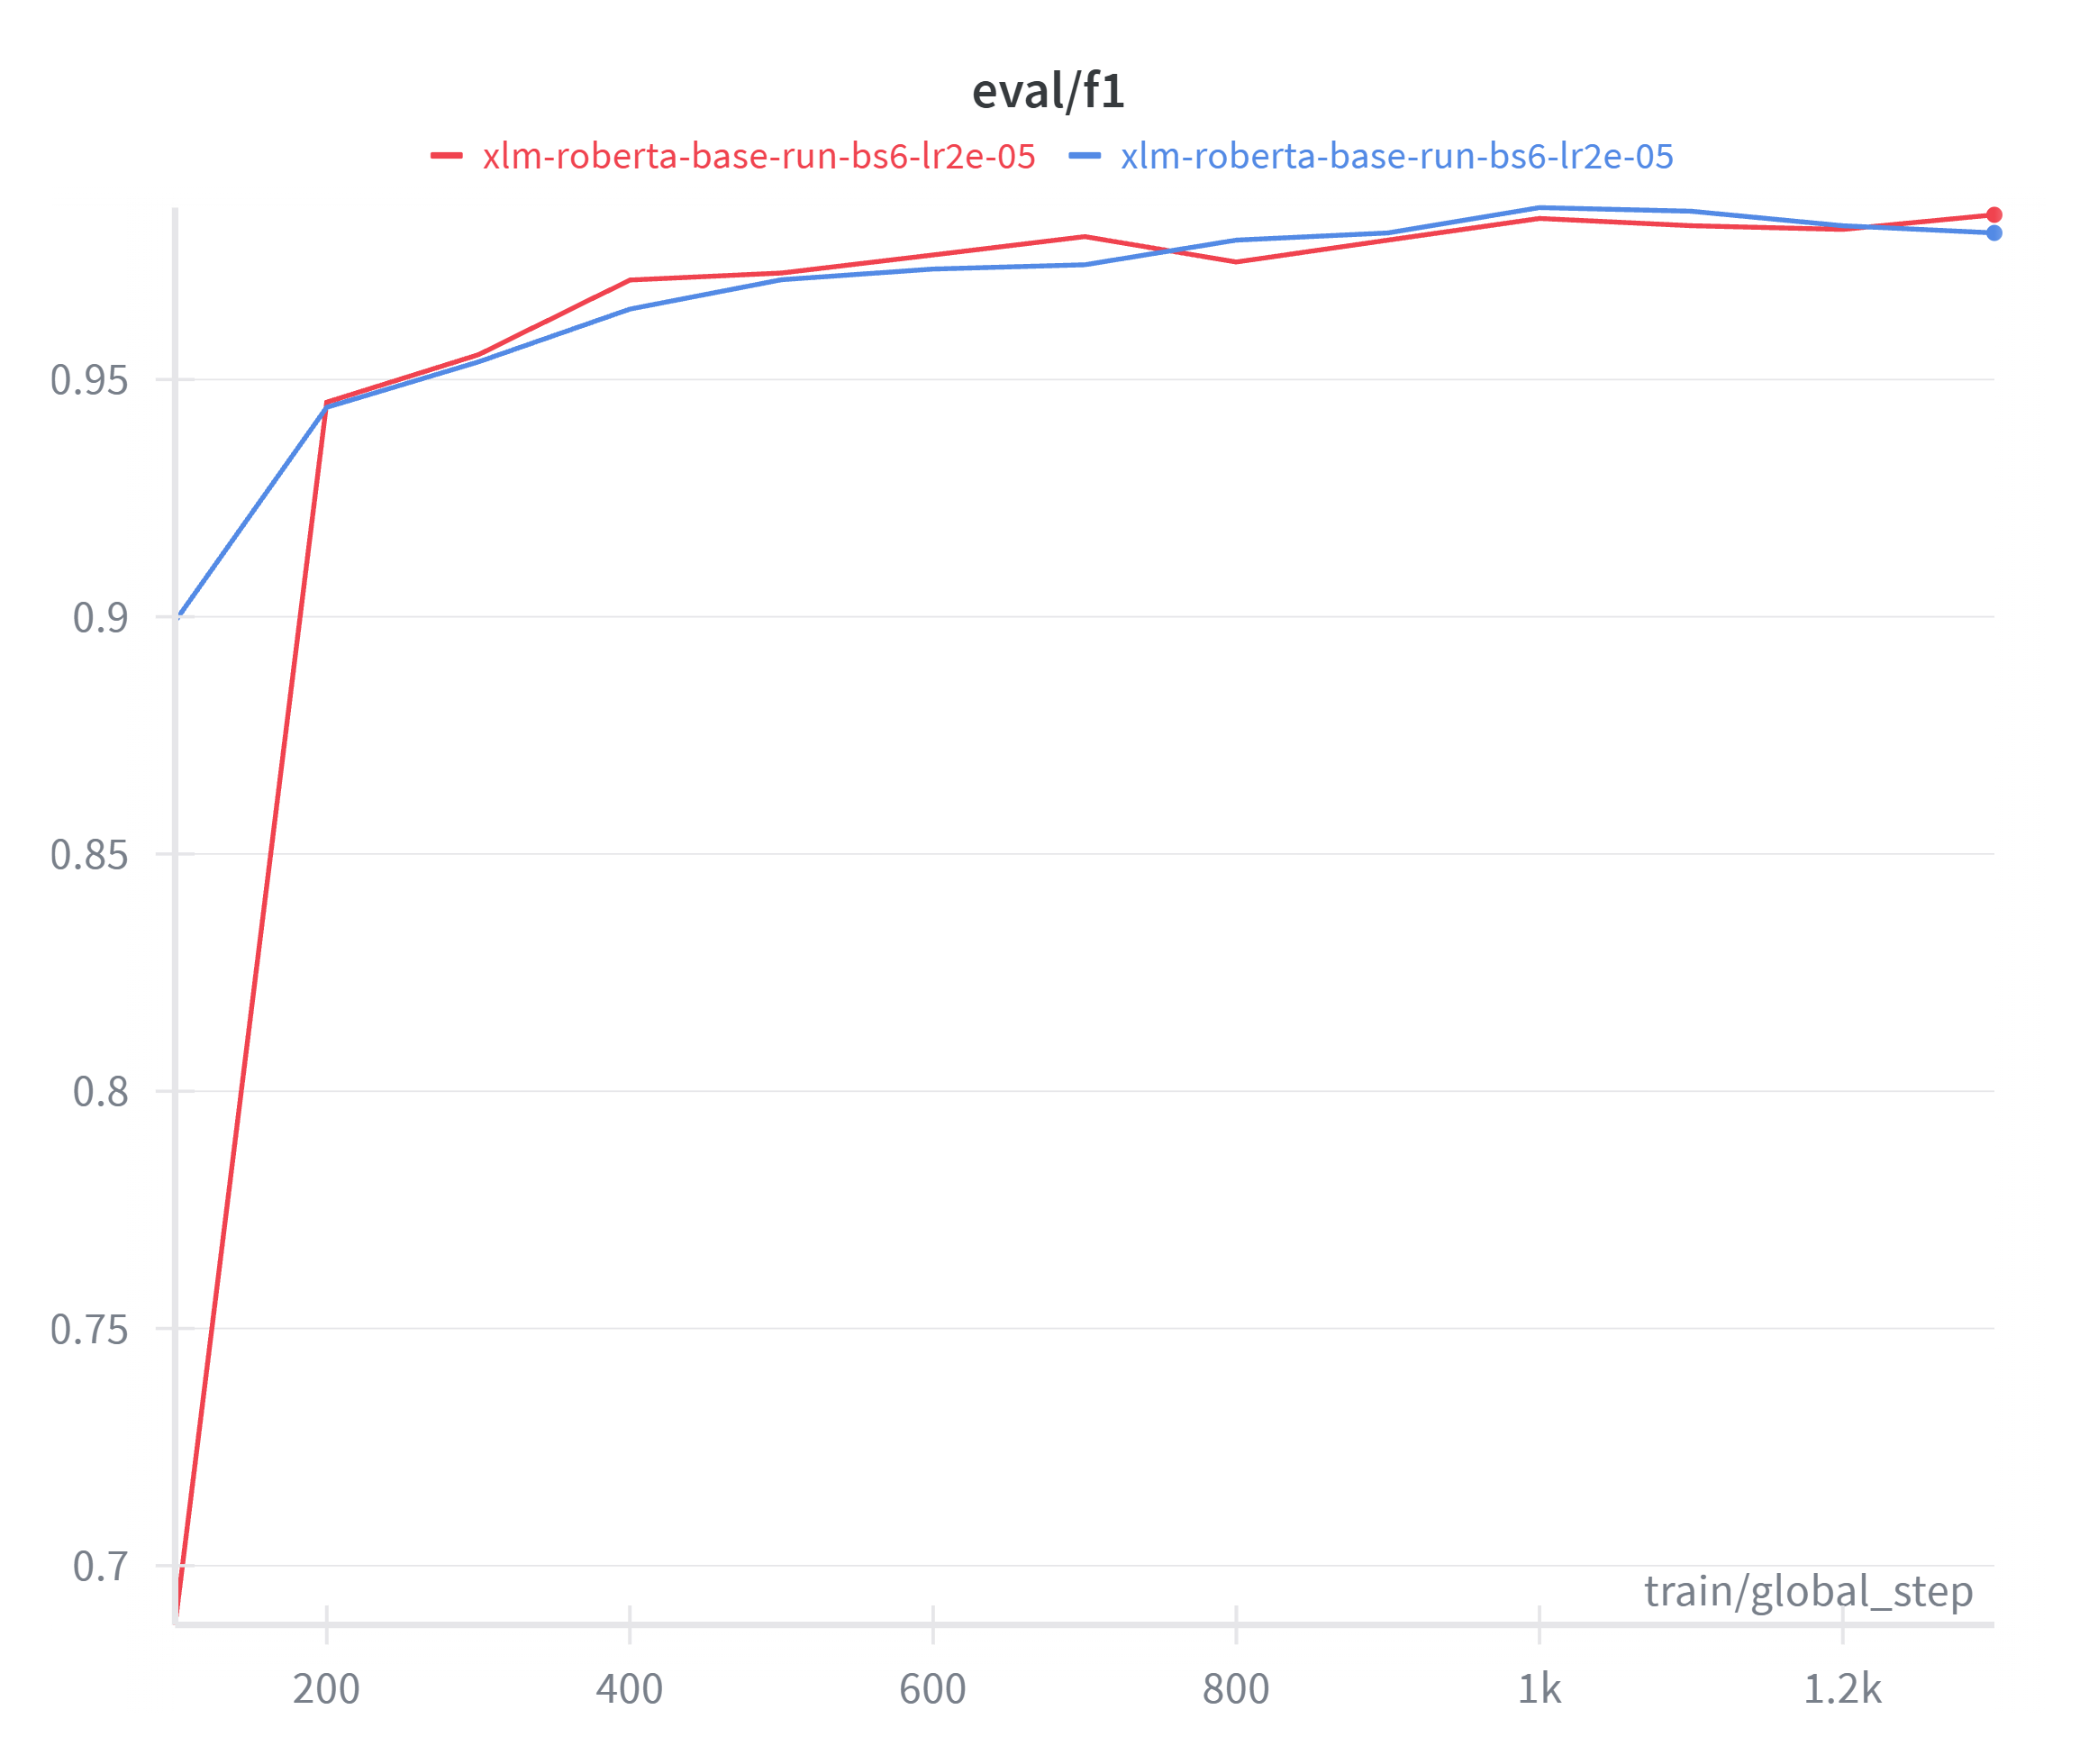 eval/f1
xlm-roberta-base-run-bs6-lr2e-05 xlm-roberta-base-run-bs6-lr2e-05
0.95
0.9
0.85
0.8
0.75
0.7
train/global_step
200 400 600 800 1k 1.2k